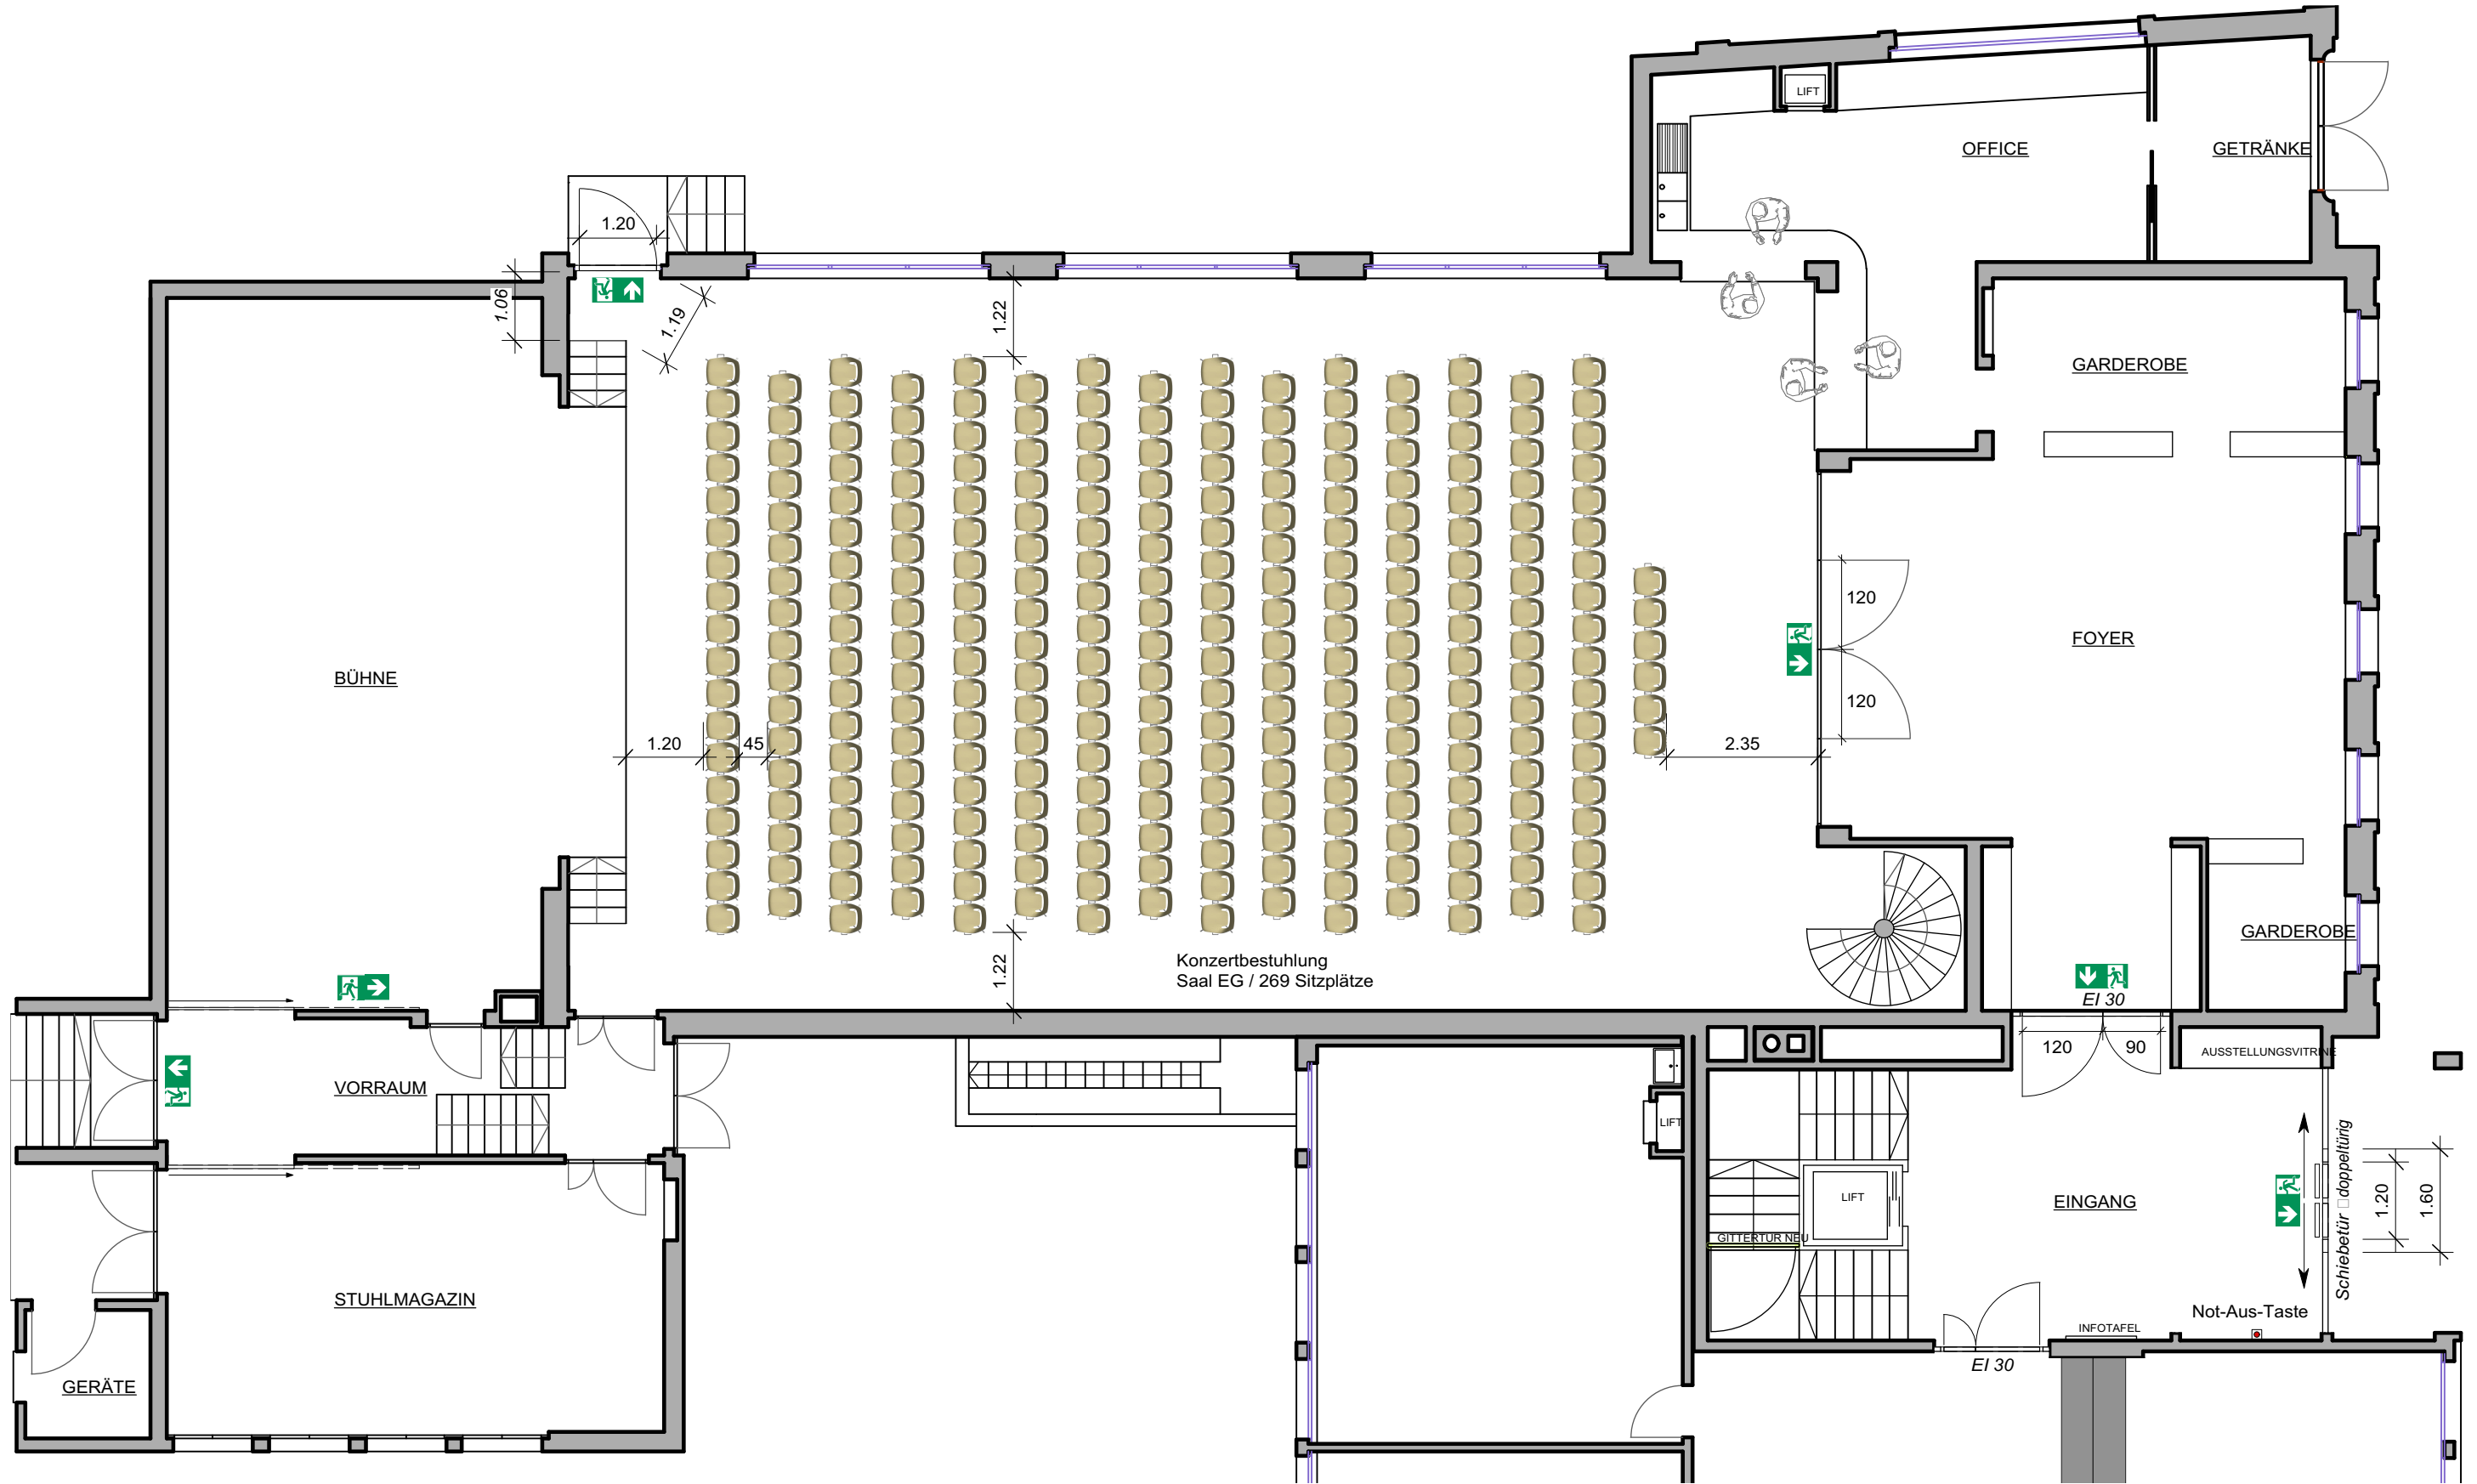 LIFT
OFFICE
GETRÄNKE
1.20
1.06
1.19
1.22
GARDEROBE
120
FOYER
BÜHNE
120
1.20
45
2.35
GARDEROBE
Konzertbestuhlung
Saal EG / 269 Sitzplätze
1.22
EI 30
120
90
AUSSTELLUNGSVITRINE
VORRAUM
LIFT
Schiebetür □doppeltürig
1.20
1.60
LIFT
EINGANG
GITTERTÜR NEU
STUHLMAGAZIN
Not-Aus-Taste
INFOTAFEL
EI 30
GERÄTE